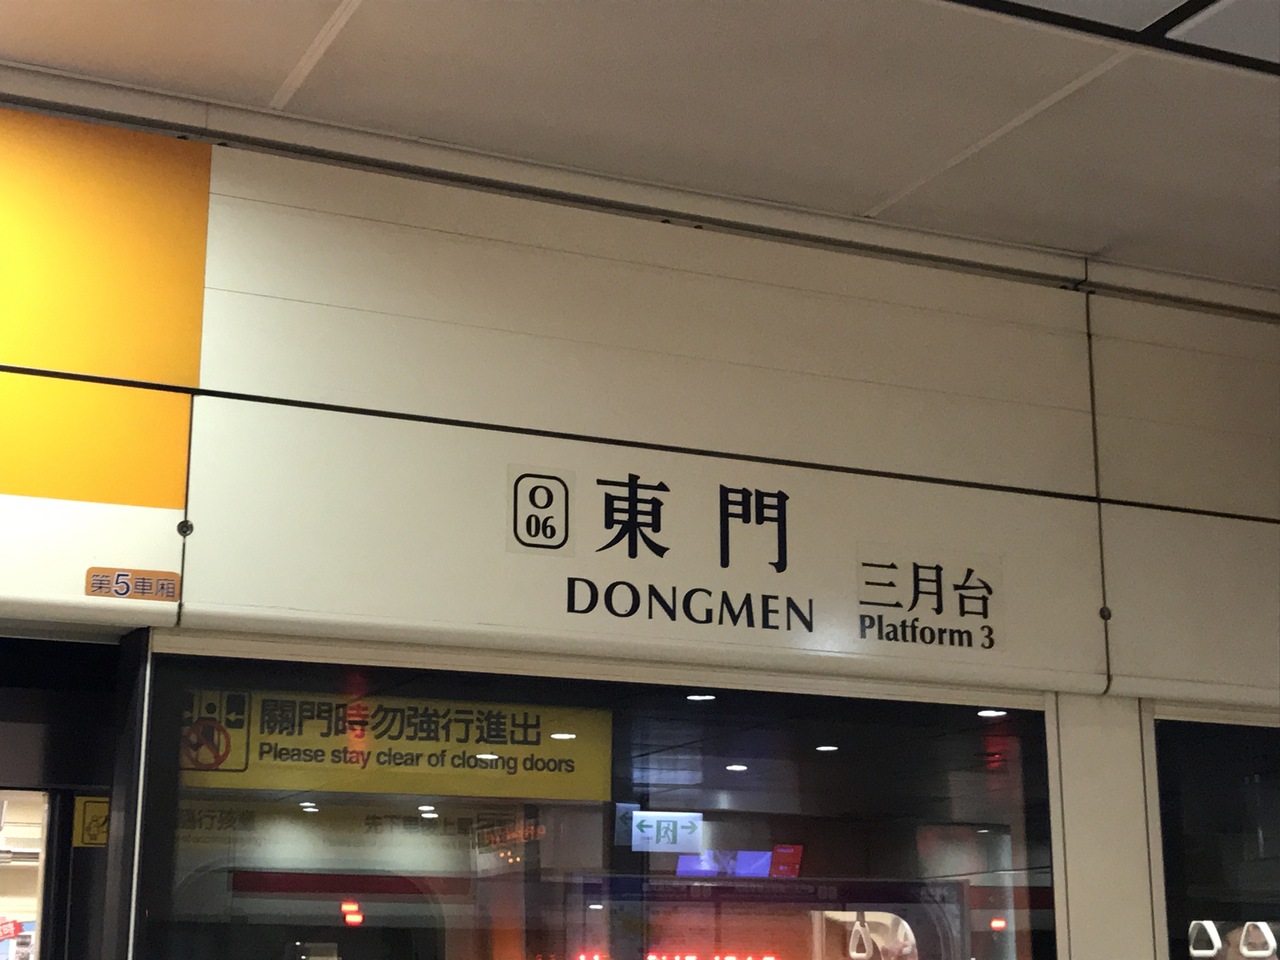 O
06
東門
DONGMEN
三月台
Platform 3
第5車廂
關門時勿強行進出
Please stay clear of closing doors